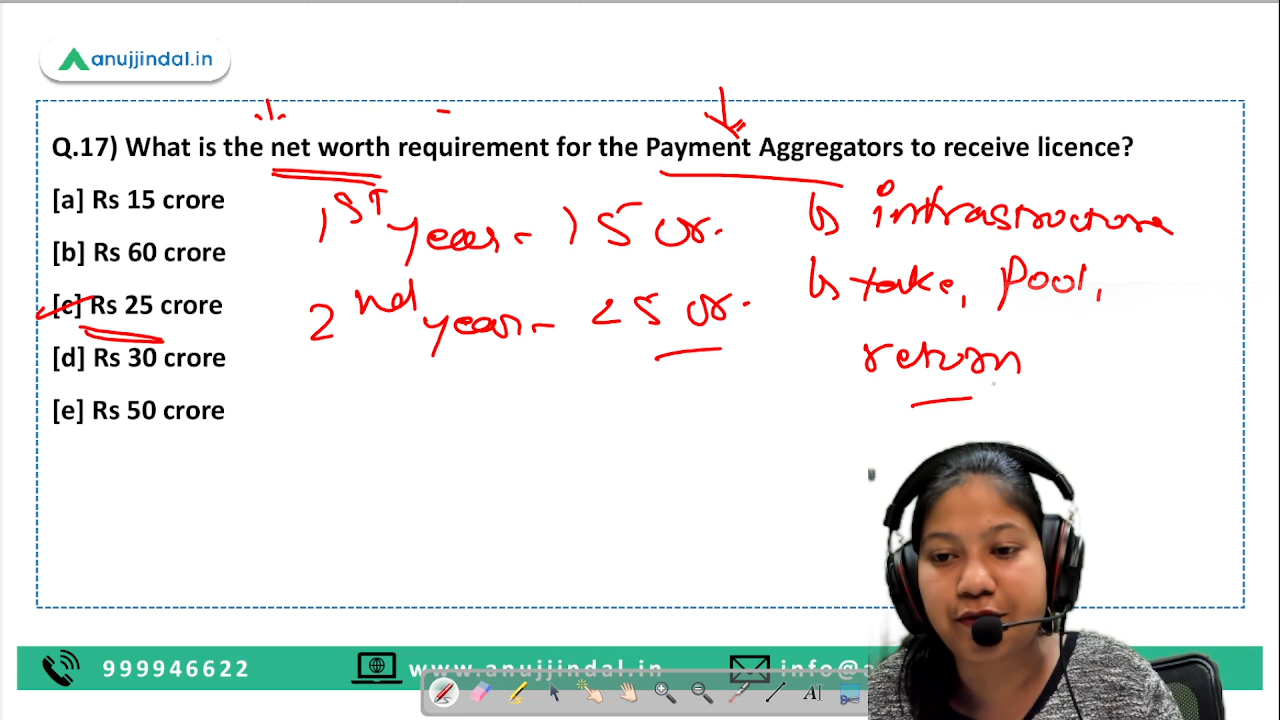 anujjindal.in
Q.17) What is the net worth requirement for the Payment Aggregators to receive licence?
[a] Rs 15 crore
[b] Rs 60 crore
[c] Rs 25 crore
[d] Rs 30 crore
[e] Rs 50 crore
1ST year - 15 cr.
2nd year - 25 cr.
infrastructure
take, Pool,
return
999946622
www.anujjindal.in
info@a